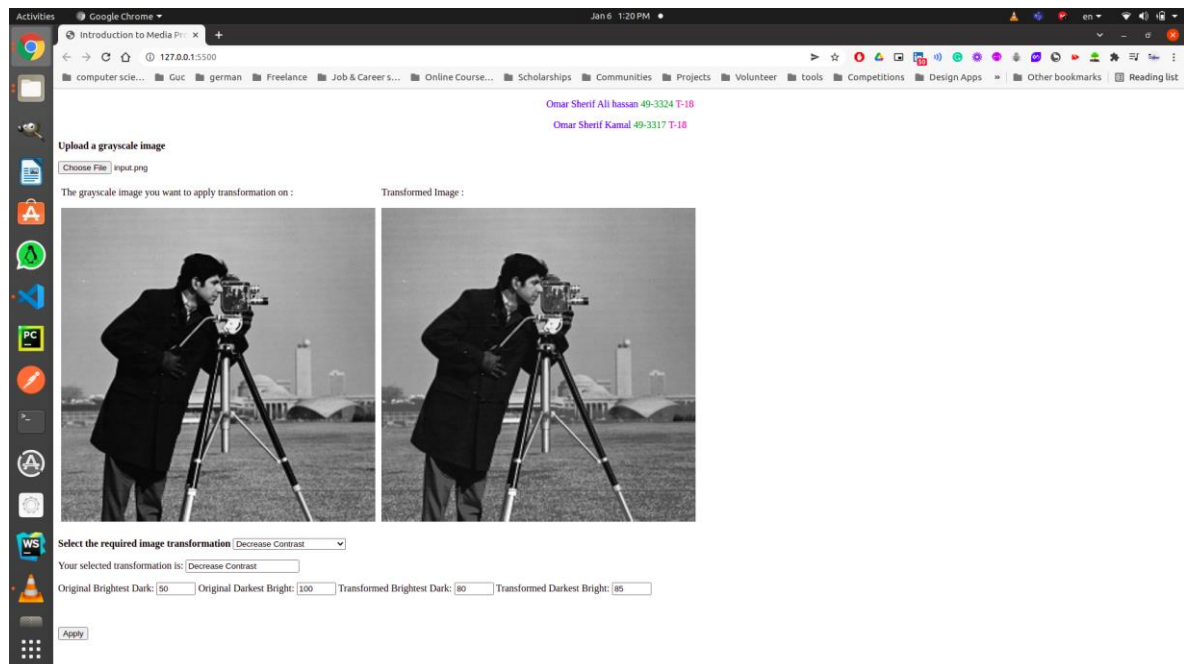 Activities Google Chrome Jan 6 1:20 PM en
Introduction to Media Pro
127.0.0.1:5500
computer scie... Guc german Freelance Job & Career s... Online Course... Scholarships Communities Projects Volunteer tools Competitions Design Apps » Other bookmarks Reading list
Omar Sherif Ali hassan 49-3324 T-18
Omar Sherif Kamal 49-3317 T-18
Upload a grayscale image
Choose File input.png
The grayscale image you want to apply transformation on : Transformed Image :
Select the required image transformation Decrease Contrast
Your selected transformation is: Decrease Contrast
Original Brightest Dark: 50 Original Darkest Bright: 100 Transformed Brightest Dark: 80 Transformed Darkest Bright: 85
Apply
PC
WS